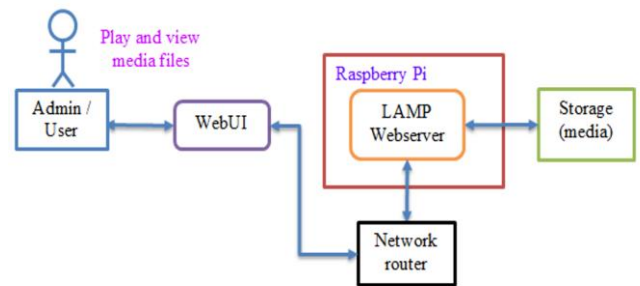 Play and view
media files
Admin /
User
WebUI
Raspberry Pi
LAMP
Webserver
Storage
(media)
Network
router